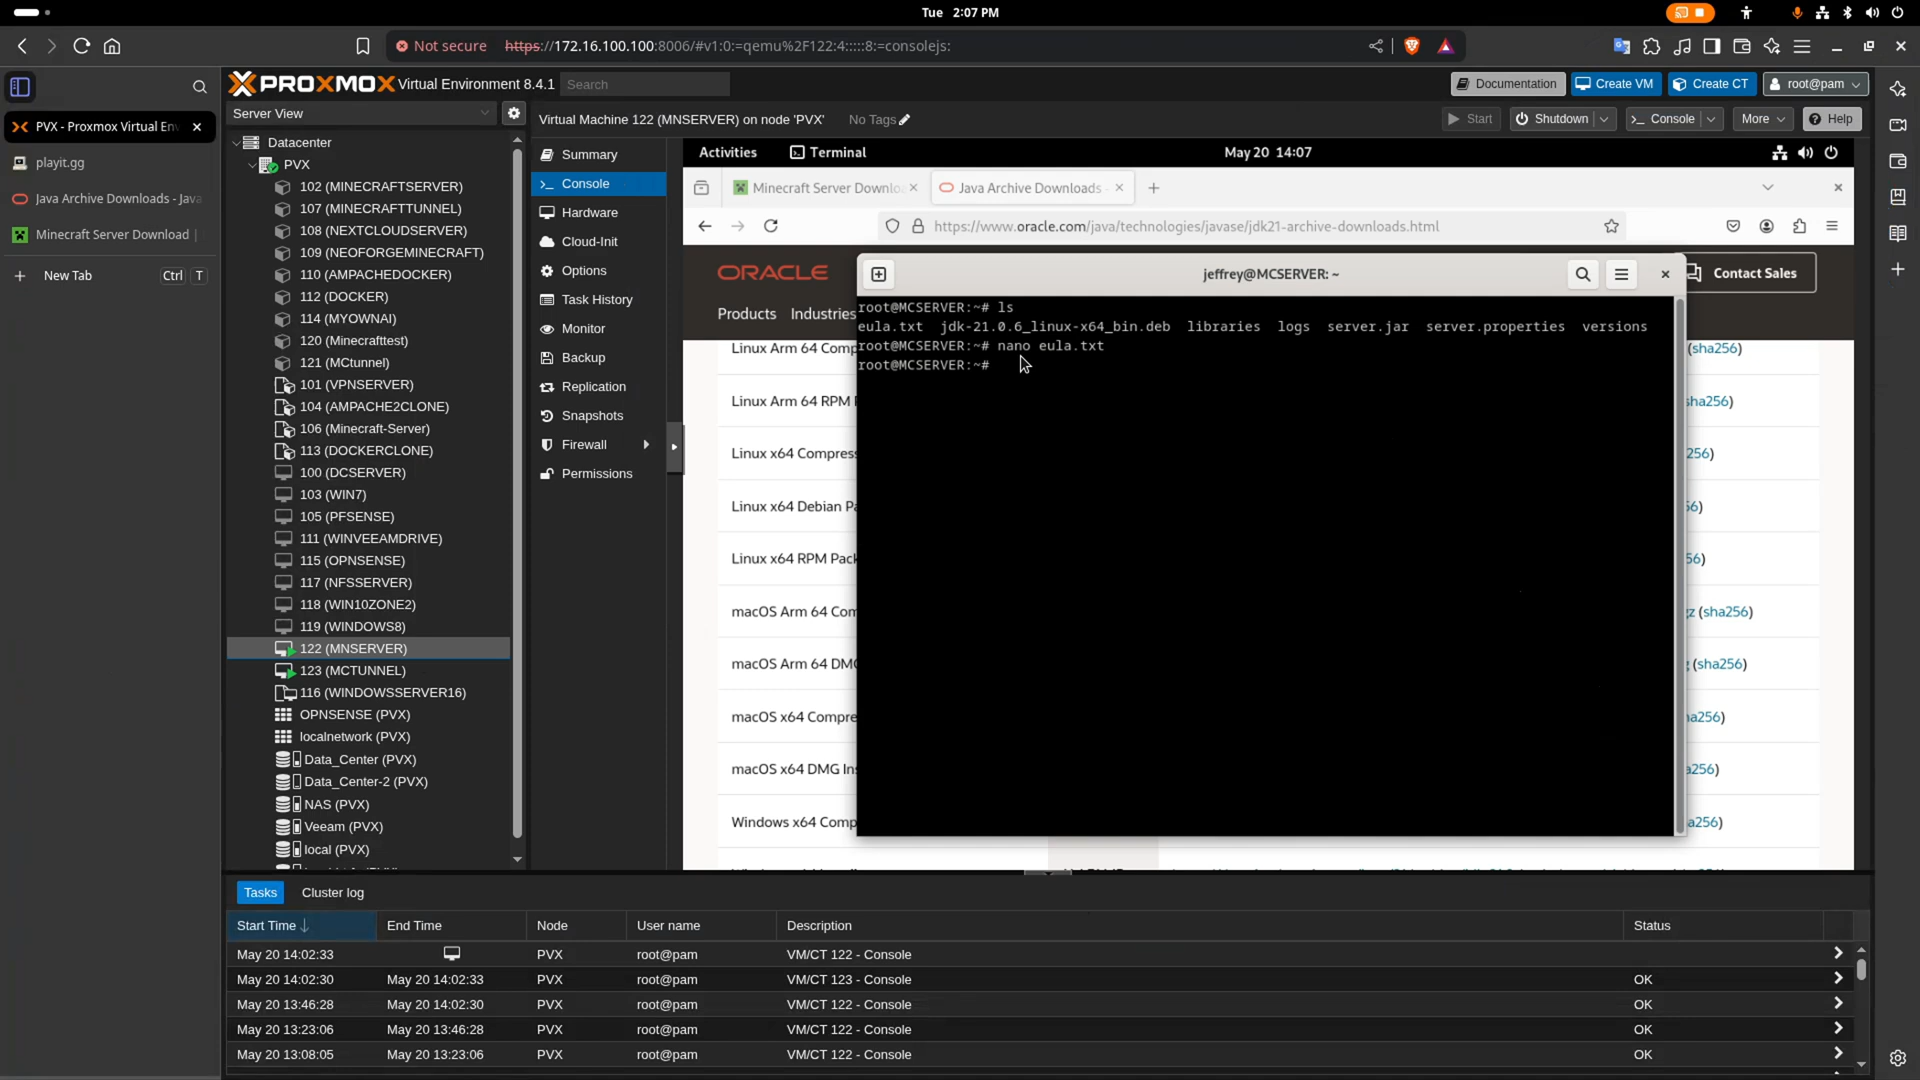 Tue 2:07 PM
Not secure https://172.16.100.100:8006/#v1:0:=qemu%2F122:4:::::8:=consolejs:
PROXMOX Virtual Environment 8.4.1 Search
Documentation Create VM Create CT root@pam
PVX - Proxmox Virtual En
playit.gg
Java Archive Downloads - Java
Minecraft Server Download |
New Tab Ctrl T
Server View
Datacenter
PVX
102 (MINECRAFTSERVER)
107 (MINECRAFTTUNNEL)
108 (NEXTCLOUDSERVER)
109 (NEOFORGEMINECRAFT)
110 (AMPACHEDOCKER)
112 (DOCKER)
114 (MYOWNAI)
120 (Minecrafttest)
121 (MCtunnel)
101 (VPNSERVER)
104 (AMPACHE2CLONE)
106 (Minecraft-Server)
113 (DOCKERCLONE)
100 (DCSERVER)
103 (WIN7)
105 (PFSENSE)
111 (WINVEEAMDRIVE)
115 (OPNSENSE)
117 (NFSSERVER)
118 (WIN10ZONE2)
119 (WINDOWS8)
122 (MNSERVER)
123 (MCTUNNEL)
116 (WINDOWSSERVER16)
OPNSENSE (PVX)
localnetwork (PVX)
Data_Center (PVX)
Data_Center-2 (PVX)
NAS (PVX)
Veeam (PVX)
local (PVX)
Virtual Machine 122 (MNSERVER) on node 'PVX' No Tags
Start Shutdown Console More Help
Summary
Console
Hardware
Cloud-Init
Options
Task History
Monitor
Backup
Replication
Snapshots
Firewall
Permissions
Activities Terminal May 20 14:07
Minecraft Server Downlo Java Archive Downloads -
https://www.oracle.com/java/technologies/javase/jdk21-archive-downloads.html
ORACLE
Products Industries
Contact Sales
Linux Arm 64 Comp (sha256)
Linux Arm 64 RPM P sha256)
Linux x64 Compress 256)
Linux x64 Debian Pa 56)
Linux x64 RPM Pack 56)
macOS Arm 64 Com gz (sha256)
macOS Arm 64 DMG g (sha256)
macOS x64 Compre ha256)
macOS x64 DMG Ins a256)
Windows x64 Comp a256)
jeffrey@MCSERVER: ~
root@MCSERVER:~# ls
eula.txt jdk-21.0.6_linux-x64_bin.deb libraries logs server.jar server.properties versions
root@MCSERVER:~# nano eula.txt
root@MCSERVER:~#
Tasks Cluster log
Start Time End Time Node User name Description Status
May 20 14:02:33 PVX root@pam VM/CT 122 - Console
May 20 14:02:30 May 20 14:02:33 PVX root@pam VM/CT 123 - Console OK
May 20 13:46:28 May 20 14:02:30 PVX root@pam VM/CT 122 - Console OK
May 20 13:23:06 May 20 13:46:28 PVX root@pam VM/CT 122 - Console OK
May 20 13:08:05 May 20 13:23:06 PVX root@pam VM/CT 122 - Console OK